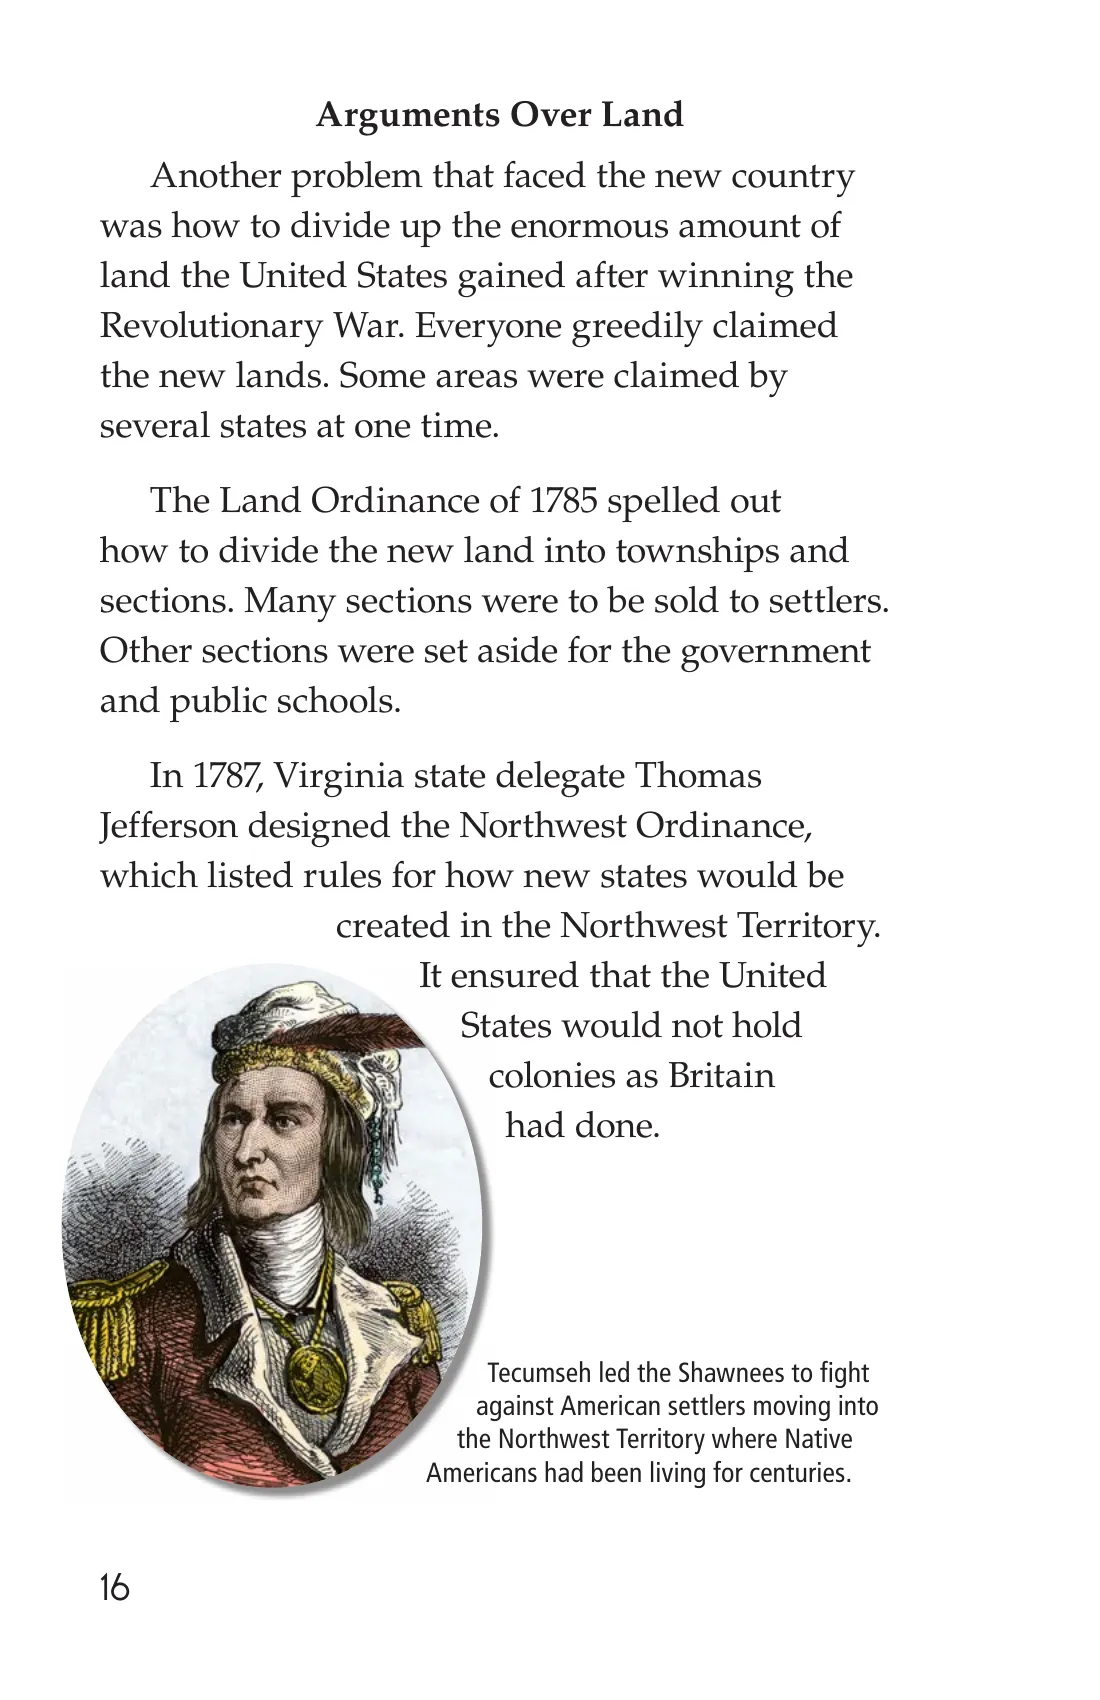 Arguments Over Land
Another problem that faced the new country
was how to divide up the enormous amount of
land the United States gained after winning the
Revolutionary War. Everyone greedily claimed
the new lands. Some areas were claimed by
several states at one time.
The Land Ordinance of 1785 spelled out
how to divide the new land into townships and
sections. Many sections were to be sold to settlers.
Other sections were set aside for the government
and public schools.
In 1787, Virginia state delegate Thomas
Jefferson designed the Northwest Ordinance,
which listed rules for how new states would be
created in the Northwest Territory.
It ensured that the United
States would not hold
colonies as Britain
had done.
Tecumseh led the Shawnees to fight
against American settlers moving into
the Northwest Territory where Native
Americans had been living for centuries.
16